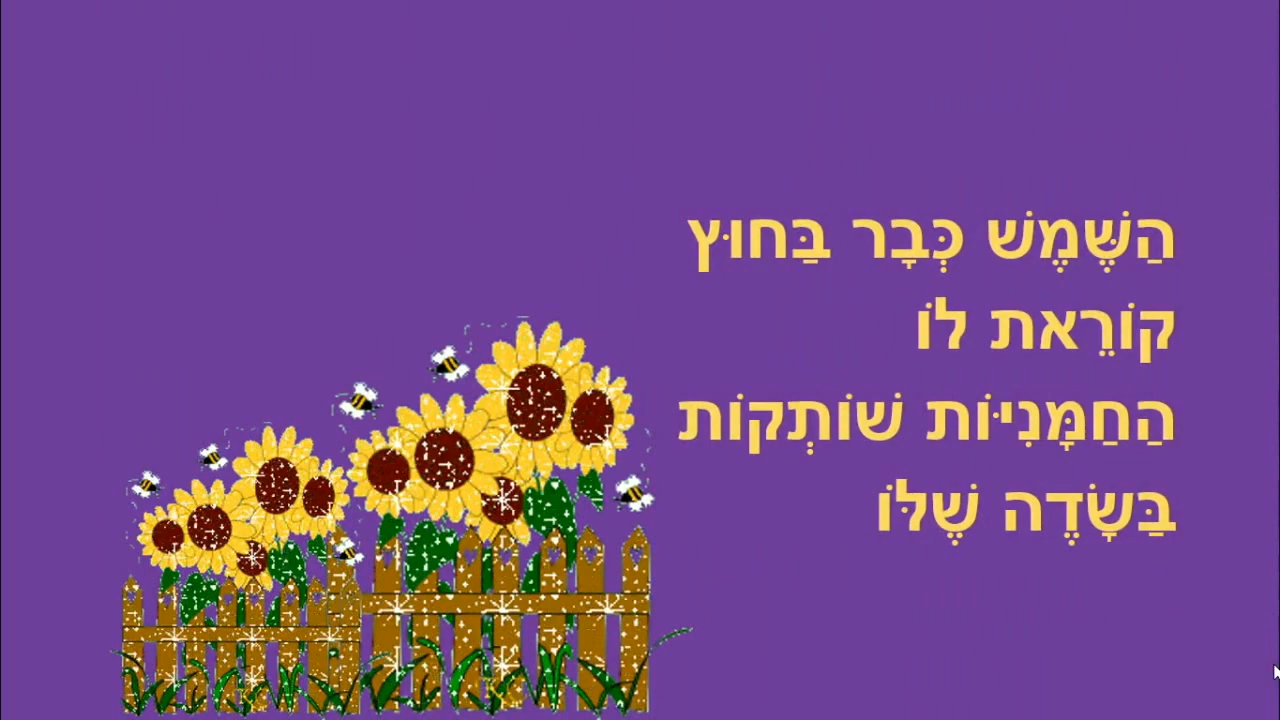 הַשֶּׁמֶשׁ כְּבָר בַּחוּץ
קוֹרֵאת לוֹ
הַחַמָּנִיּוֹת שׁוֹתְקוֹת
בַּשָּׂדֶה שֶׁלּוֹ